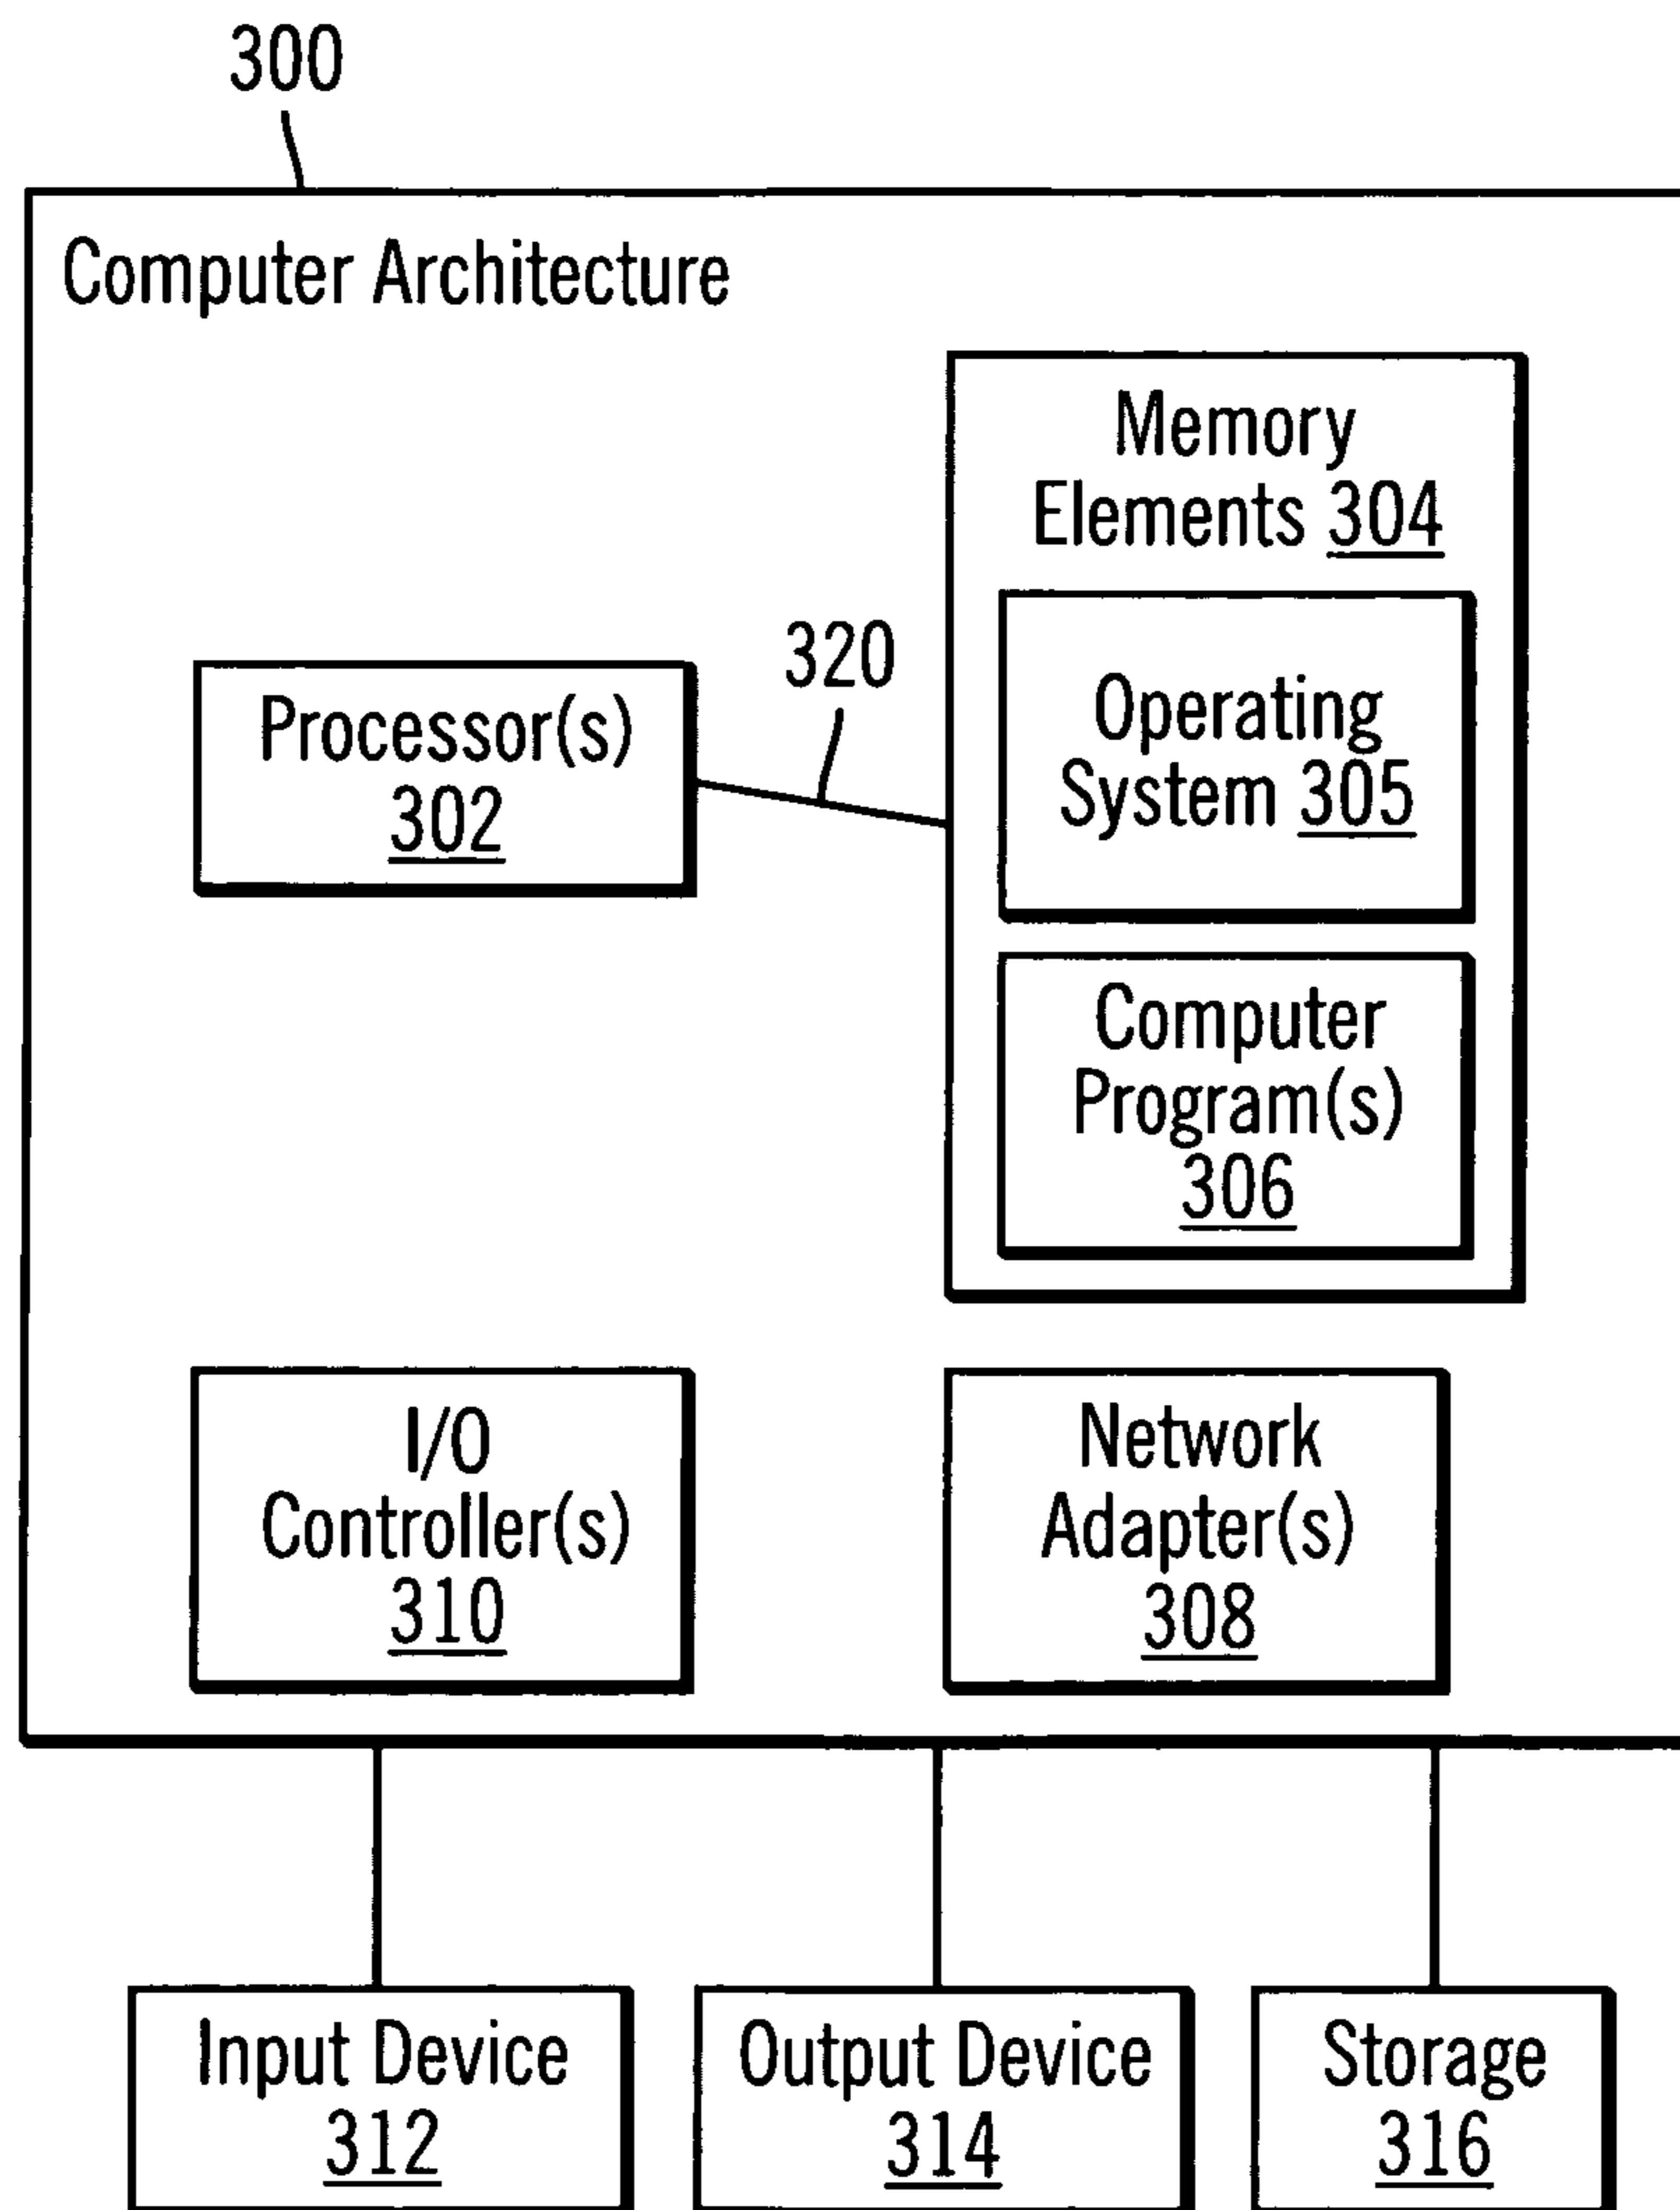 300
Computer Architecture
Memory
Elements 304
320
Operating
System 305
Processor(s)
302
Computer
Program(s)
306
I/O
Controller(s)
310
Network
Adapter(s)
308
Input Device
312
Output Device
314
Storage
316